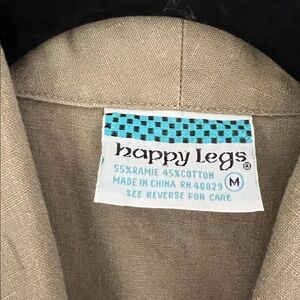 happy legs®
55%RAMIE 45%COTTON
MADE IN CHINA RN 48029 M
SEE REVERSE FOR CARE